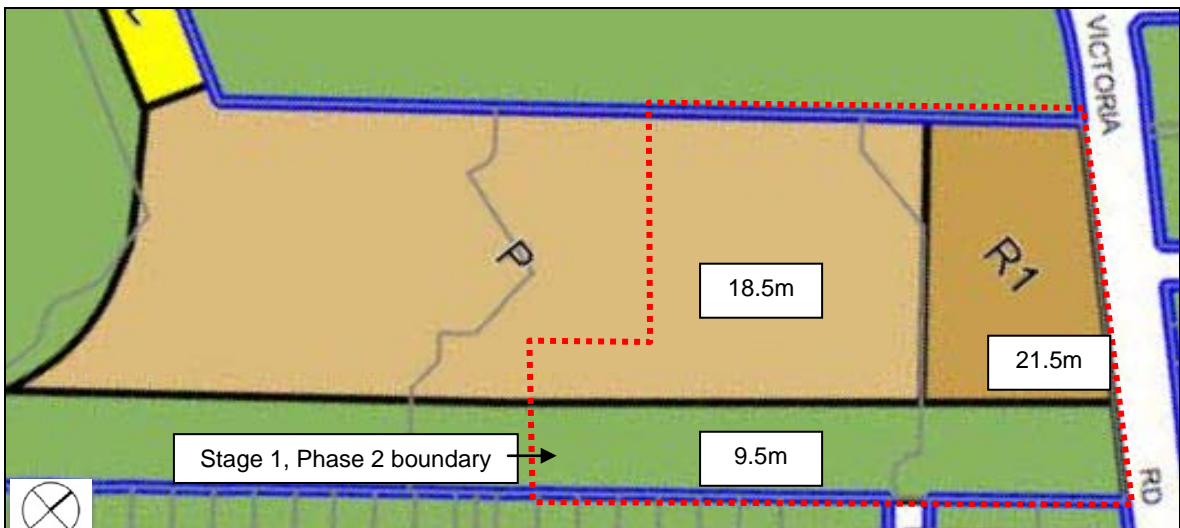 VICTORIA
P
R1
18.5m
21.5m
Stage 1, Phase 2 boundary
9.5m
RD